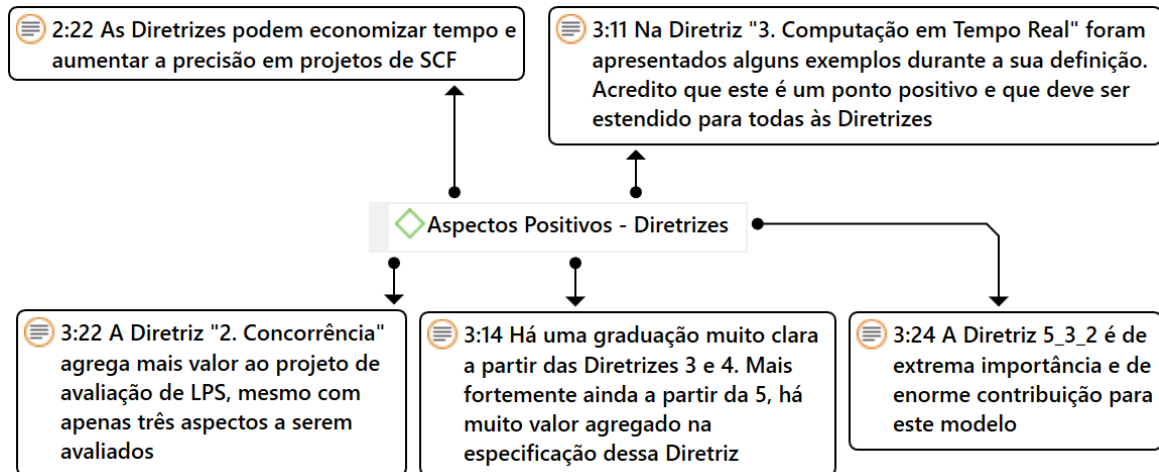 2:22 As Diretrizes podem economizar tempo e
aumentar a precisão em projetos de SCF
3:11 Na Diretriz "3. Computação em Tempo Real" foram
apresentados alguns exemplos durante a sua definição.
Acredito que este é um ponto positivo e que deve ser
estendido para todas às Diretrizes
Aspectos Positivos - Diretrizes
3:22 A Diretriz "2. Concorrência"
agrega mais valor ao projeto de
avaliação de LPS, mesmo com
apenas três aspectos a serem
avaliados
3:14 Há uma graduação muito clara
a partir das Diretrizes 3 e 4. Mais
fortemente ainda a partir da 5, há
muito valor agregado na
especificação dessa Diretriz
3:24 A Diretriz 5_3_2 é de
extrema importância e de
enorme contribuição para
este modelo